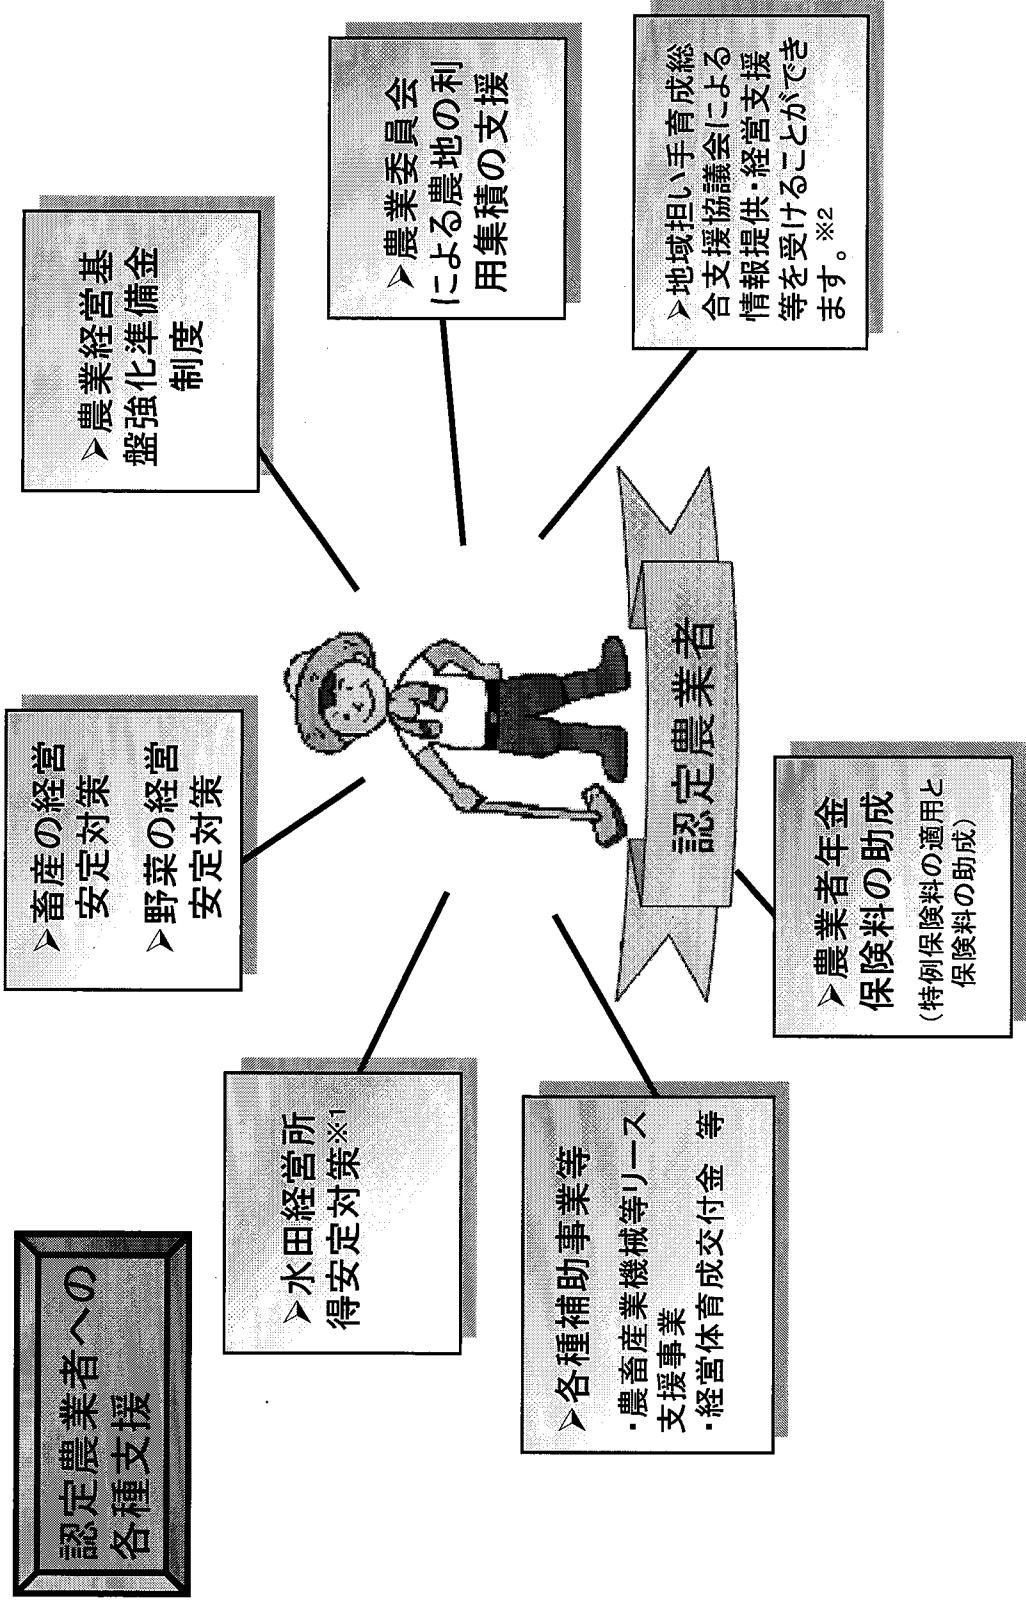 認定農業者への
各種支援
➢水田経営所
得安定対策※1
➢畜産の経営
安定対策
➢野菜の経営
安定対策
➢農業経営基
盤強化準備金
制度
➢農業委員会
による農地の利
用集積の支援
➢地域担い手育成総
合支援協議会による
情報提供・経営支援
等を受けることができ
ます。※2
➢各種補助事業等
・農畜産業機械等リース
支援事業
・経営体育成交付金 等
➢農業者年金
保険料の助成
(特例保険料の適用と
保険料の助成)
認定農業者